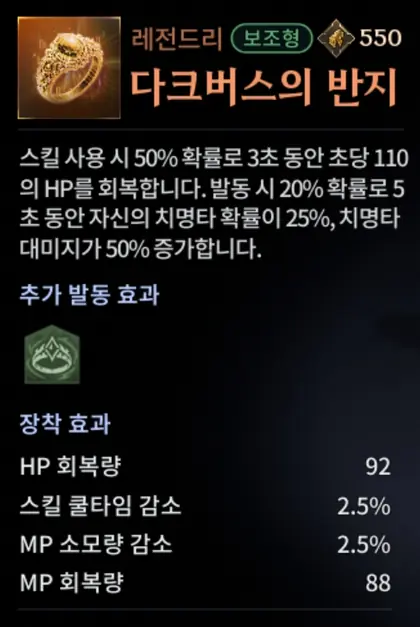 레전드리 보조형 550
다크버스의 반지
스킬 사용 시 50% 확률로 3초 동안 초당 110
의 HP를 회복합니다. 발동 시 20% 확률로 5
초 동안 자신의 치명타 확률이 25%, 치명타
대미지가 50% 증가합니다.
추가 발동 효과
장착 효과
HP 회복량 92
스킬 쿨타임 감소 2.5%
MP 소모량 감소 2.5%
MP 회복량 88